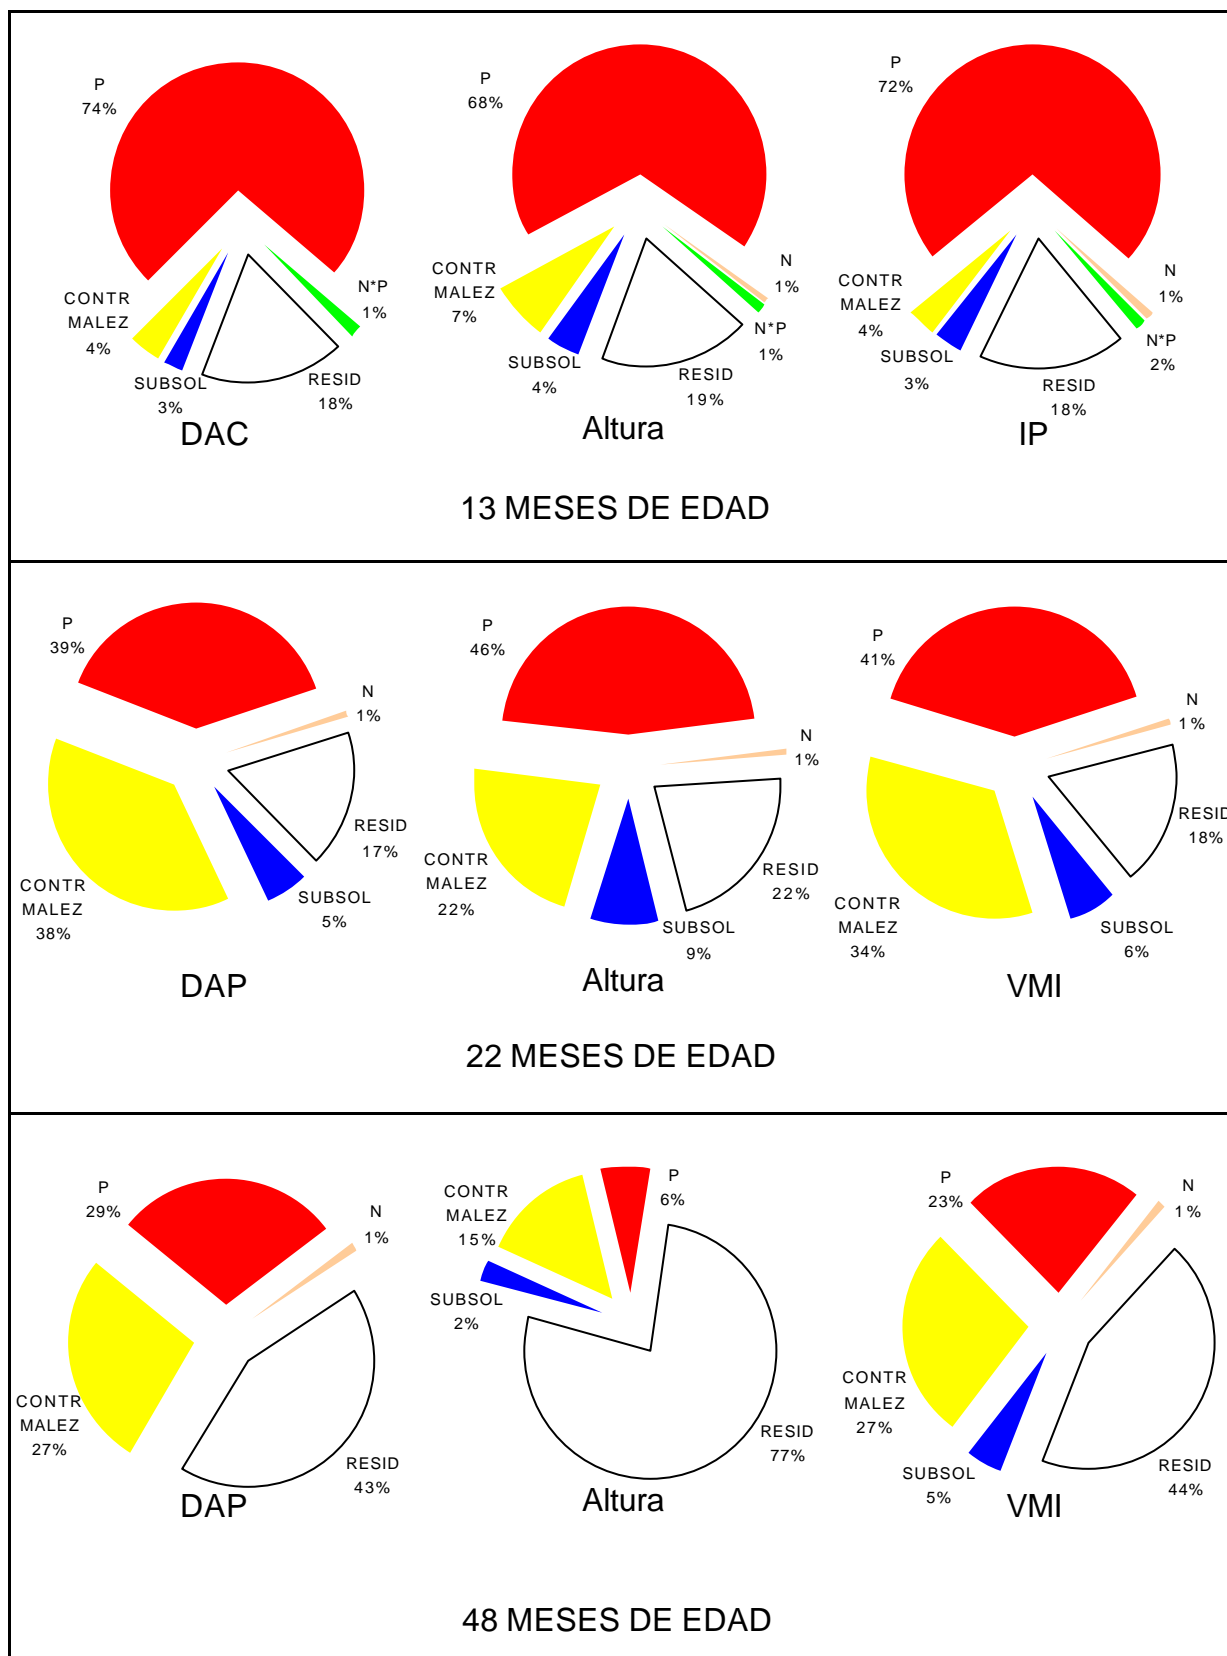 P
74%
CONTR
MALEZ
4%
SUBSOL
3%
RESID
18%
N*P
1%
DAC
P
68%
CONTR
MALEZ
7%
SUBSOL
4%
RESID
19%
N*P
1%
N
1%
Altura
P
72%
CONTR
MALEZ
4%
SUBSOL
3%
RESID
18%
N*P
2%
N
1%
IP
13 MESES DE EDAD
P
39%
N
1%
RESID
17%
SUBSOL
5%
CONTR
MALEZ
38%
DAP
P
46%
N
1%
RESID
22%
SUBSOL
9%
CONTR
MALEZ
22%
Altura
P
41%
N
1%
RESID
18%
SUBSOL
6%
CONTR
MALEZ
34%
VMI
22 MESES DE EDAD
P
29%
N
1%
RESID
43%
CONTR
MALEZ
27%
DAP
P
6%
CONTR
MALEZ
15%
SUBSOL
2%
RESID
77%
Altura
P
23%
N
1%
RESID
44%
SUBSOL
5%
CONTR
MALEZ
27%
VMI
48 MESES DE EDAD